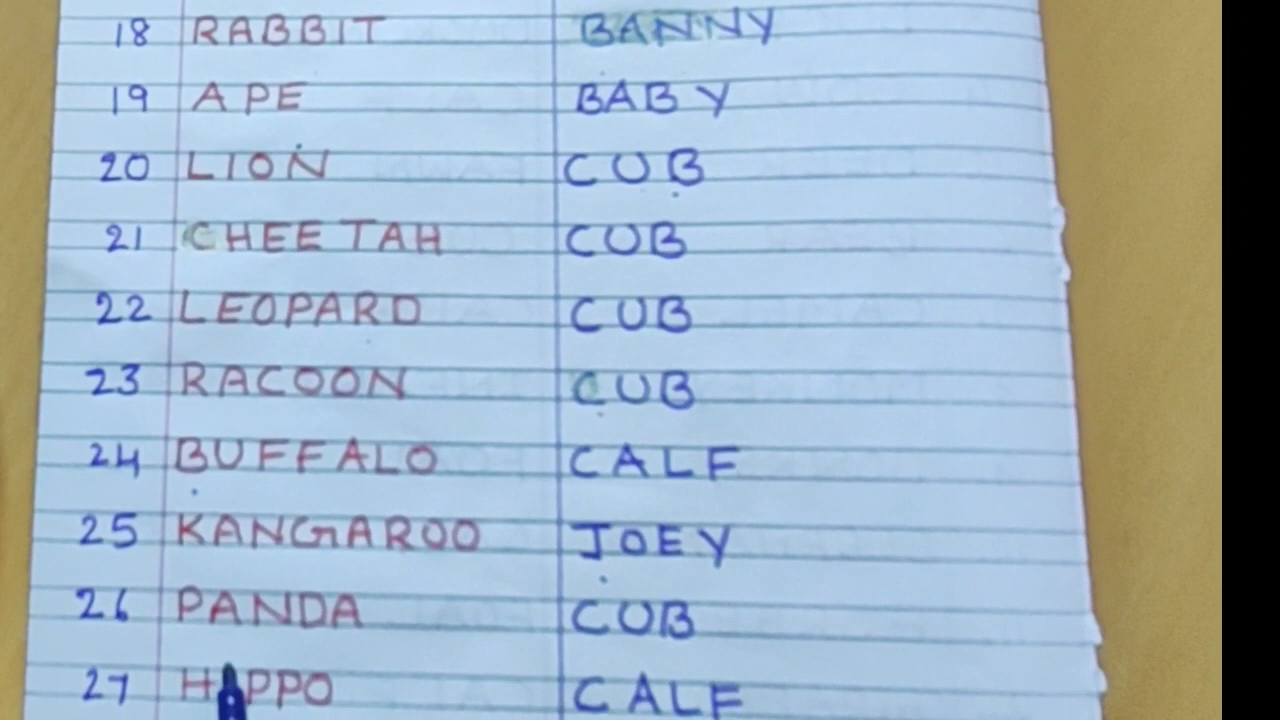 18 RABBIT BANNY
19 APE BABY
20 LION CUB
21 CHEETAH CUB
22 LEOPARD CUB
23 RACOON CUB
24 BUFFALO CALF
25 KANGAROO JOEY
26 PANDA CUB
27 CALF